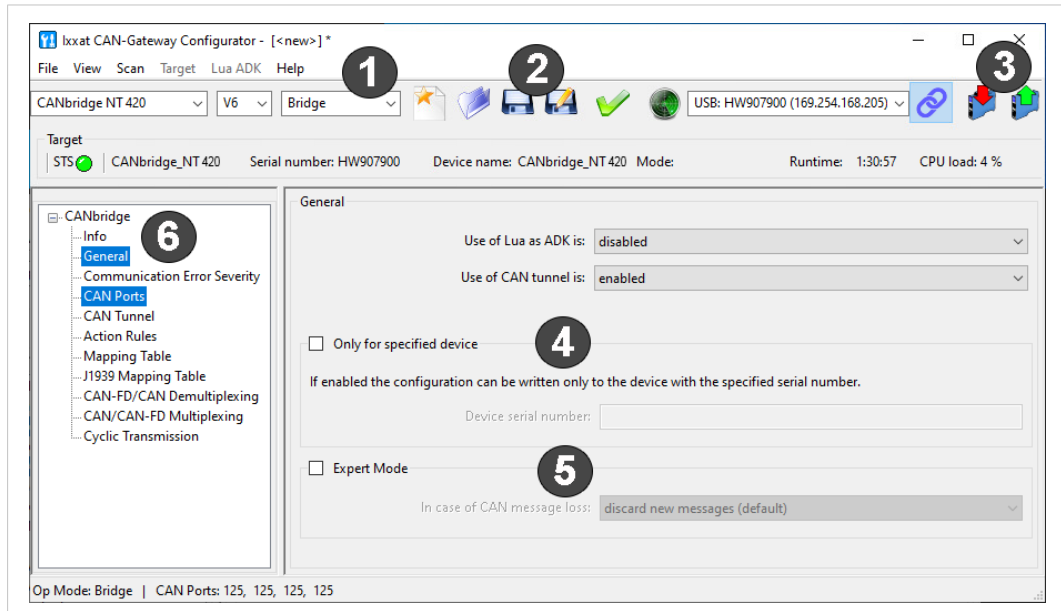 Ixxat CAN-Gateway Configurator - [<new>] *
File View Scan Target Lua ADK Help
1
2
3
CANbridge NT 420 V6 Bridge USB: HW907900 (169.254.168.205)
Target
STS CANbridge_NT 420 Serial number: HW907900 Device name: CANbridge_NT 420 Mode: Runtime: 1:30:57 CPU load: 4 %
CANbridge
Info
General
Communication Error Severity
CAN Ports
CAN Tunnel
Action Rules
Mapping Table
J1939 Mapping Table
CAN-FD/CAN Demultiplexing
CAN/CAN-FD Multiplexing
Cyclic Transmission
6
General
Use of Lua as ADK is: disabled
Use of CAN tunnel is: enabled
Only for specified device
4
If enabled the configuration can be written only to the device with the specified serial number.
Device serial number:
Expert Mode
5
In case of CAN message loss: discard new messages (default)
Op Mode: Bridge | CAN Ports: 125, 125, 125, 125